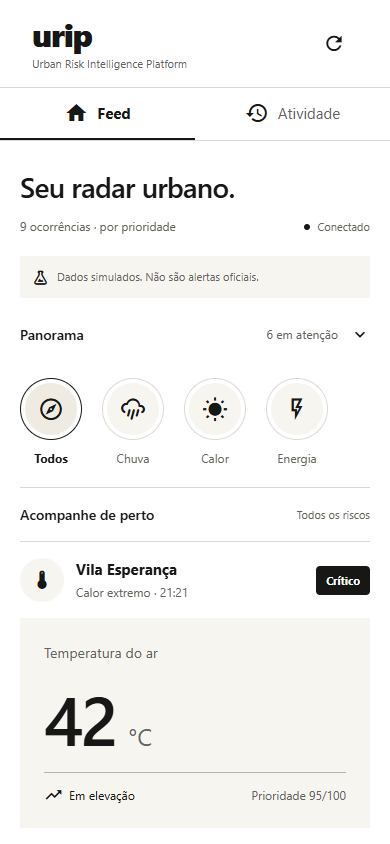 urip
Urban Risk Intelligence Platform
Feed
Atividade
Seu radar urbano.
9 ocorrências · por prioridade
Conectado
Dados simulados. Não são alertas oficiais.
Panorama
6 em atenção
Todos
Chuva
Calor
Energia
Acompanhe de perto
Todos os riscos
Vila Esperança
Calor extremo · 21:21
Crítico
Temperatura do ar
42 °C
Em elevação
Prioridade 95/100